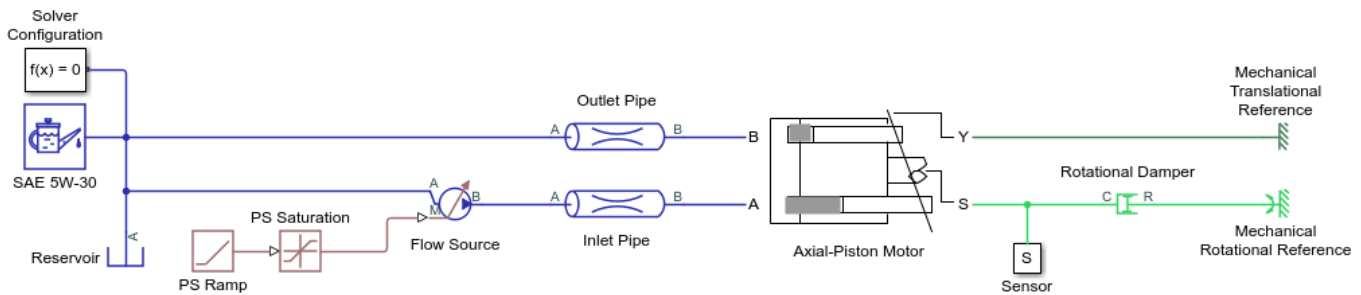 Solver
Configuration
f(x) = 0
SAE 5W-30
A
Reservoir
PS Ramp
PS Saturation
A
M
B
Flow Source
Outlet Pipe
A
B
A
B
Inlet Pipe
B
A
Axial-Piston Motor
Y
S
S
Sensor
Rotational Damper
C
R
Mechanical
Translational
Reference
Mechanical
Rotational Reference